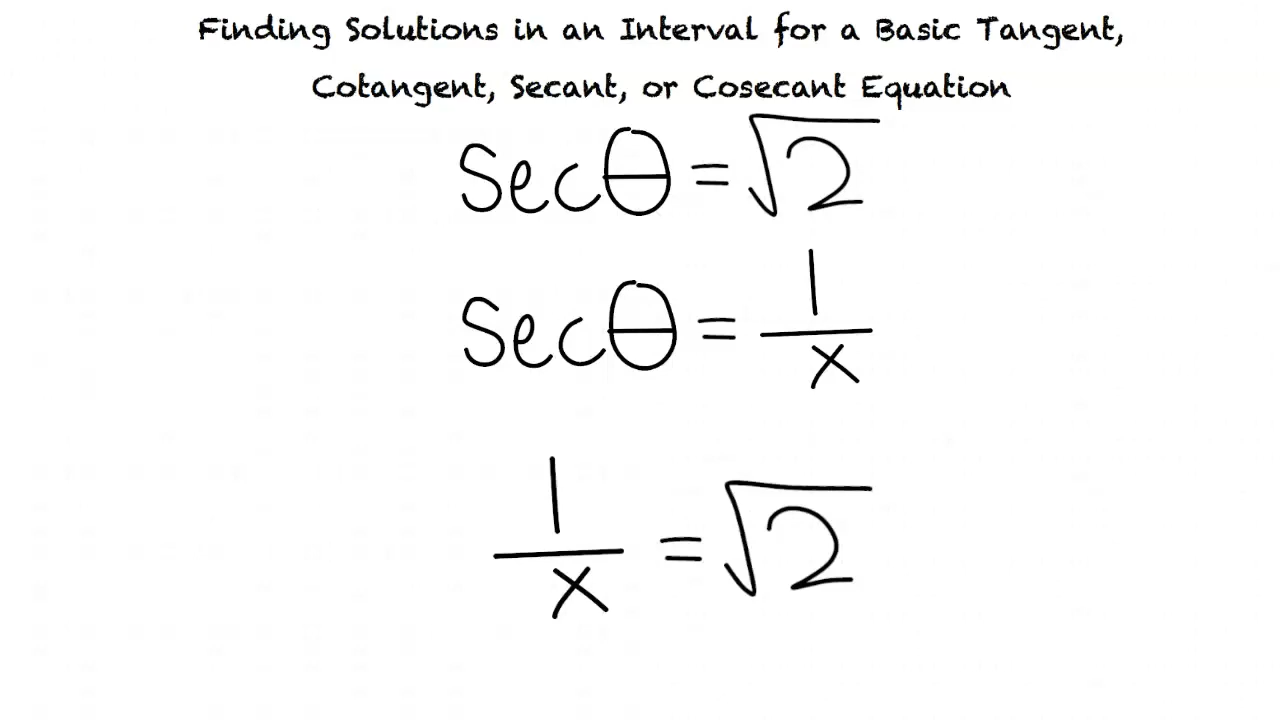 Finding Solutions in an Interval for a Basic Tangent,
Cotangent, Secant, or Cosecant Equation
Secθ = √2
Secθ = 1/x
1/x = √2